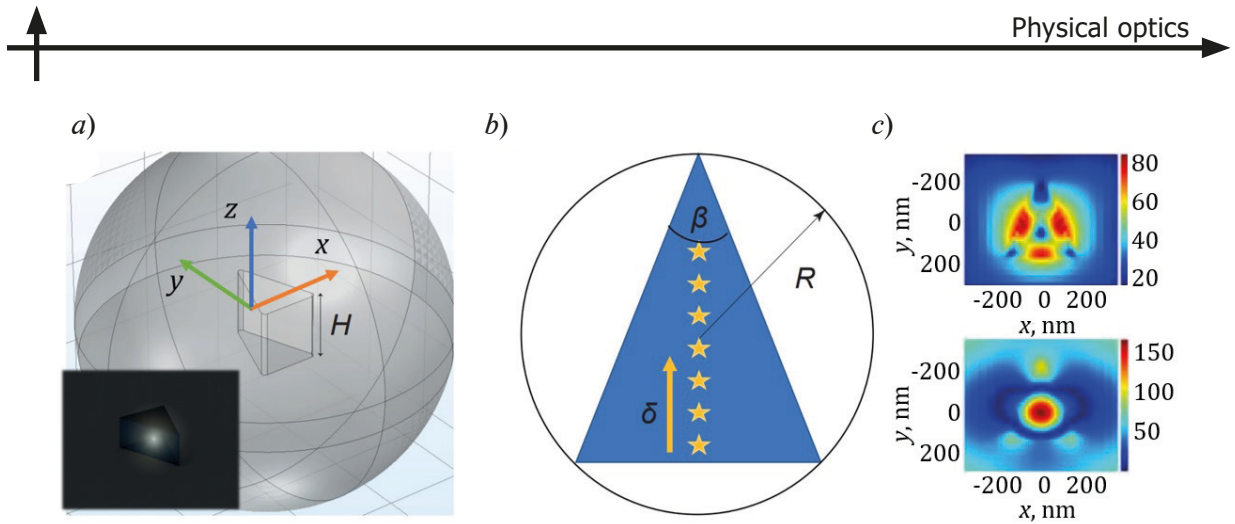 Physical optics
a)
b)
c)
z
x
y
H
β
R
δ
80
60
40
20
-200
0
200
y, nm
-200 0 200
x, nm
150
100
50
-200
0
200
y, nm
-200 0 200
x, nm